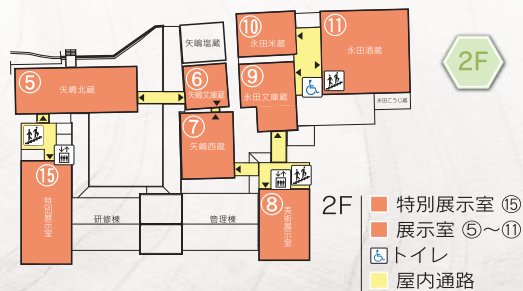 ⑤
矢嶋北蔵
矢嶋塩蔵
⑥
矢嶋文庫蔵
⑦
矢嶋西蔵
⑩
永田米蔵
⑨
永田文庫蔵
⑪
永田酒蔵
永田こうじ蔵
2F
⑮
特別展示室
研修棟
管理棟
⑧
美術展示室
2F
特別展示室 ⑮
展示室 ⑤～⑪
トイレ
屋内通路